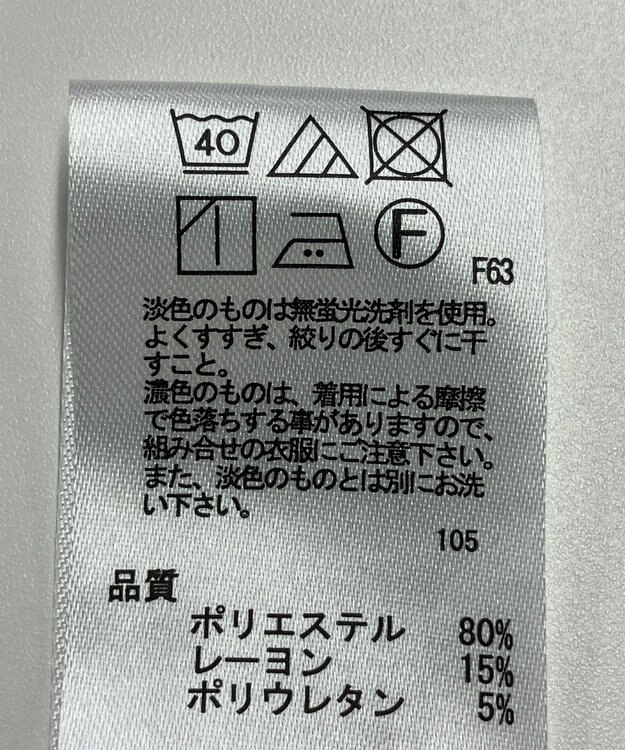 40
F
F63
淡色のものは無蛍光洗剤を使用。
よくすすぎ、絞りの後すぐに干
すこと。
濃色のものは、着用による摩擦
で色落ちする事がありますので、
組み合せの衣服にご注意下さい。
また、淡色のものとは別にお洗
い下さい。
105
品質
ポリエステル 80%
レーヨン 15%
ポリウレタン 5%